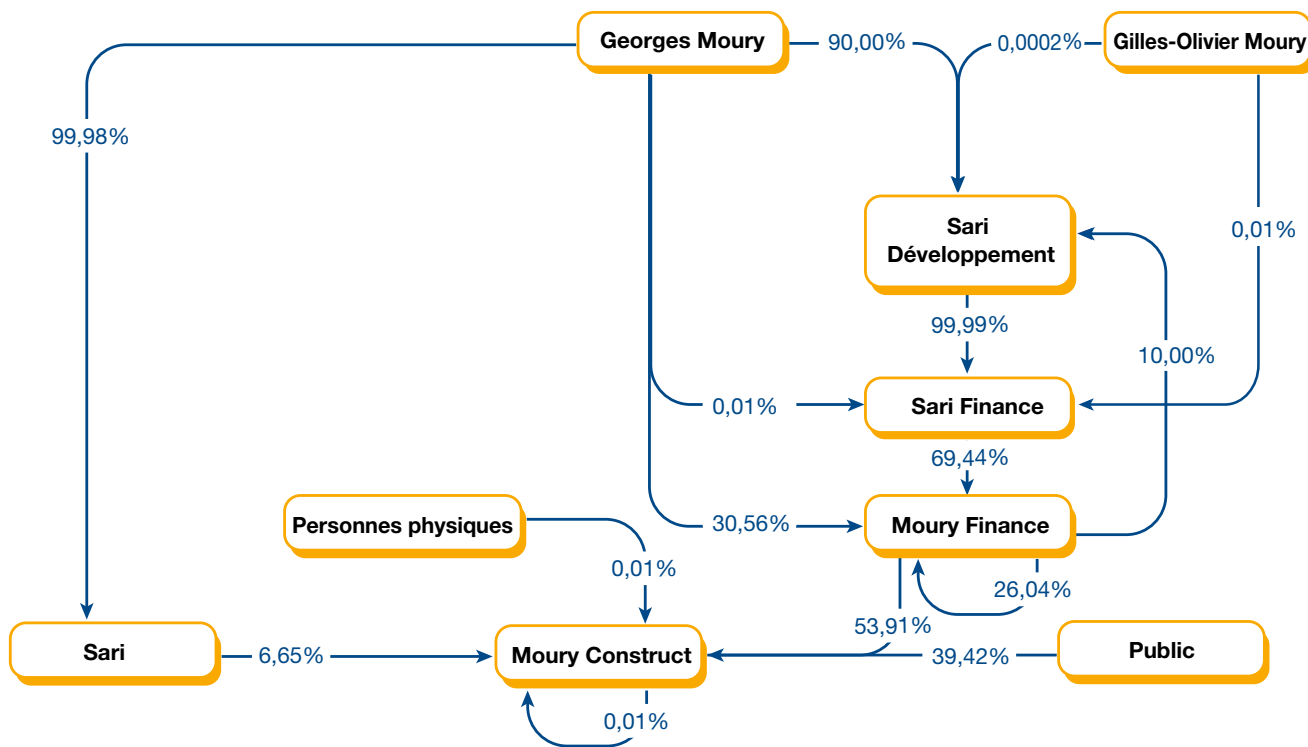 Georges Moury
90,00%
0,0002%
Gilles-Olivier Moury
99,98%
Sari
Développement
0,01%
99,99%
10,00%
0,01%
Sari Finance
69,44%
Personnes physiques
30,56%
Moury Finance
0,01%
26,04%
53,91%
Sari
6,65%
Moury Construct
39,42%
Public
0,01%